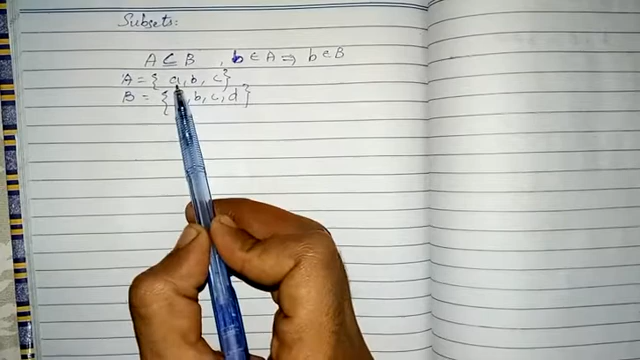 Subsets:
A ⊆ B , b ∈ A ⇒ b ∈ B
A = { a, b, c }
B = { , b, c, d }